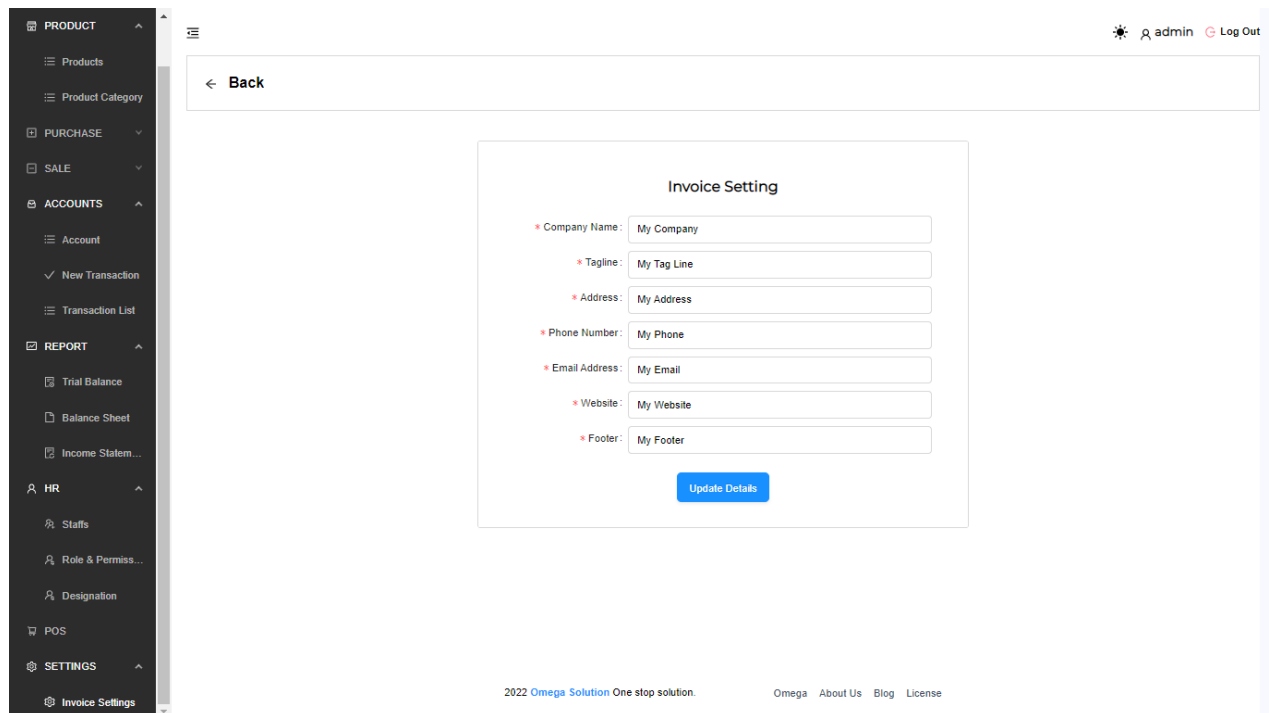 PRODUCT
Products
Product Category
PURCHASE
SALE
ACCOUNTS
Account
New Transaction
Transaction List
REPORT
Trial Balance
Balance Sheet
Income Statem...
HR
Staffs
Role & Permiss...
Designation
POS
SETTINGS
Invoice Settings
admin Log Out
← Back
Invoice Setting
* Company Name : My Company
* Tagline : My Tag Line
* Address : My Address
* Phone Number : My Phone
* Email Address : My Email
* Website : My Website
* Footer : My Footer
Update Details
2022 Omega Solution One stop solution. Omega About Us Blog License